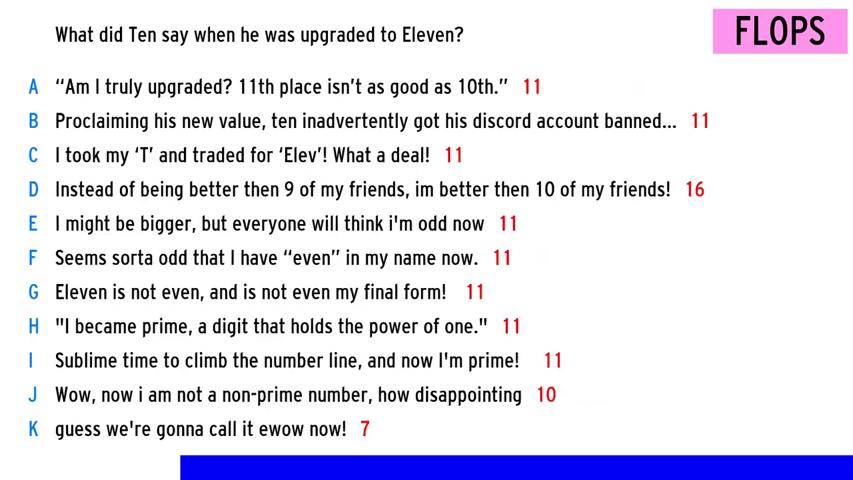 What did Ten say when he was upgraded to Eleven?
FLOPS
A “Am I truly upgraded? 11th place isn’t as good as 10th.” 11
B Proclaiming his new value, ten inadvertently got his discord account banned... 11
C I took my ‘T’ and traded for ‘Elev’! What a deal! 11
D Instead of being better then 9 of my friends, im better then 10 of my friends! 16
E I might be bigger, but everyone will think i'm odd now 11
F Seems sorta odd that I have “even” in my name now. 11
G Eleven is not even, and is not even my final form! 11
H "I became prime, a digit that holds the power of one." 11
I Sublime time to climb the number line, and now I'm prime! 11
J Wow, now i am not a non-prime number, how disappointing 10
K guess we're gonna call it ewow now! 7